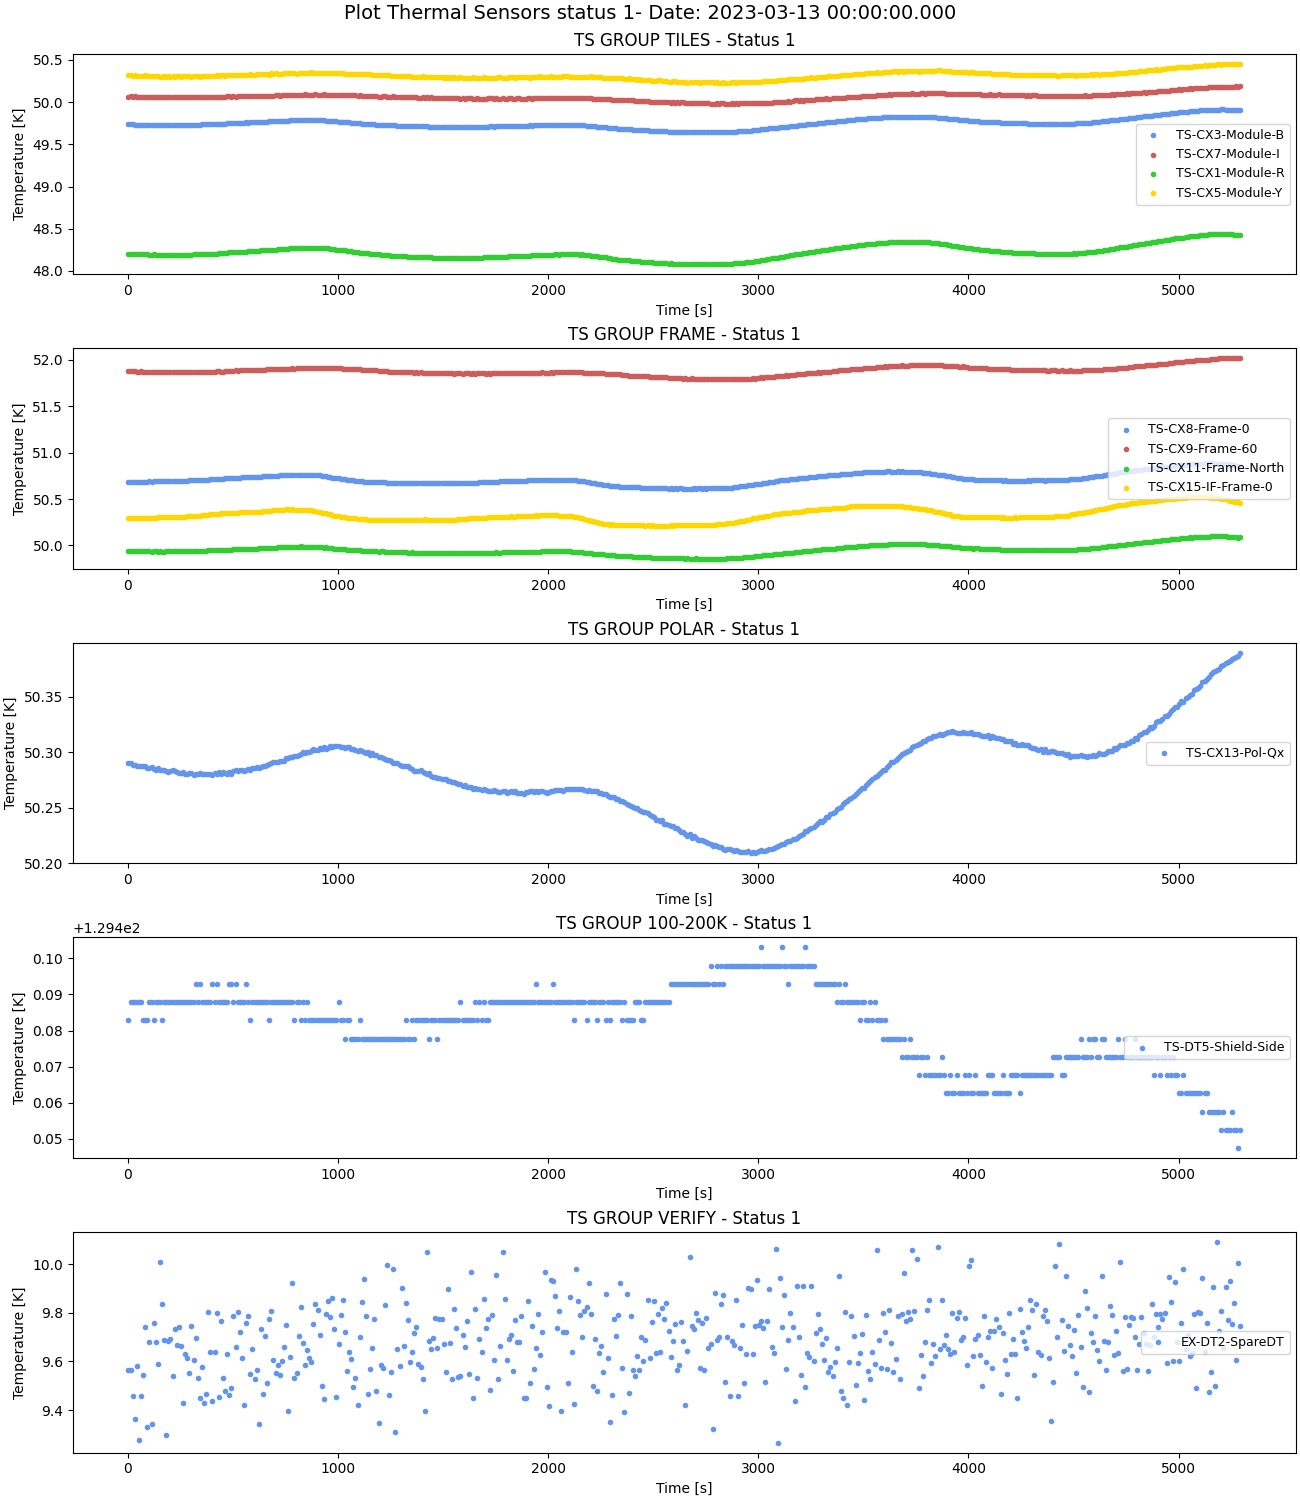 Plot Thermal Sensors status 1- Date: 2023-03-13 00:00:00.000
TS GROUP TILES - Status 1
Temperature [K]
50.5
50.0
49.5
49.0
48.5
48.0
TS-CX3-Module-B
TS-CX7-Module-I
TS-CX1-Module-R
TS-CX5-Module-Y
0 1000 2000 3000 4000 5000
Time [s]
TS GROUP FRAME - Status 1
Temperature [K]
52.0
51.5
51.0
50.5
50.0
TS-CX8-Frame-0
TS-CX9-Frame-60
TS-CX11-Frame-North
TS-CX15-IF-Frame-0
0 1000 2000 3000 4000 5000
Time [s]
TS GROUP POLAR - Status 1
Temperature [K]
50.35
50.30
50.25
50.20
TS-CX13-Pol-Qx
0 1000 2000 3000 4000 5000
Time [s]
TS GROUP 100-200K - Status 1
+1.294e2
Temperature [K]
0.10
0.09
0.08
0.07
0.06
0.05
TS-DT5-Shield-Side
0 1000 2000 3000 4000 5000
Time [s]
TS GROUP VERIFY - Status 1
Temperature [K]
10.0
9.8
9.6
9.4
EX-DT2-SpareDT
0 1000 2000 3000 4000 5000
Time [s]